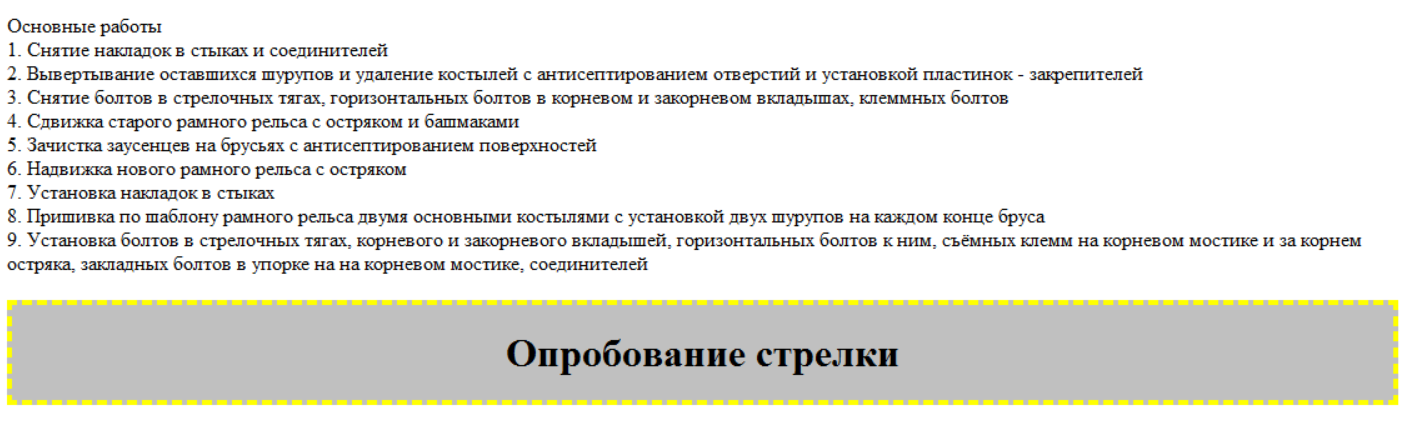 Основные работы
1. Снятие накладок в стыках и соединителей
2. Вывертывание оставшихся шурупов и удаление костылей с антисептированием отверстий и установкой пластинок - закрепителей
3. Снятие болтов в стрелочных тягах, горизонтальных болтов в корневом и закорневом вкладышах, клеммных болтов
4. Сдвижка старого рамного рельса с остряком и башмаками
5. Зачистка заусенцев на брусьях с антисептированием поверхностей
6. Надвижка нового рамного рельса с остряком
7. Установка накладок в стыках
8. Пришивка по шаблону рамного рельса двумя основными костылями с установкой двух шурупов на каждом конце бруса
9. Установка болтов в стрелочных тягах, корневого и закорневого вкладышей, горизонтальных болтов к ним, съёмных клемм на корневом мостике и за корнем
остряка, закладных болтов в упорке на на корневом мостике, соединителей
Опробование стрелки